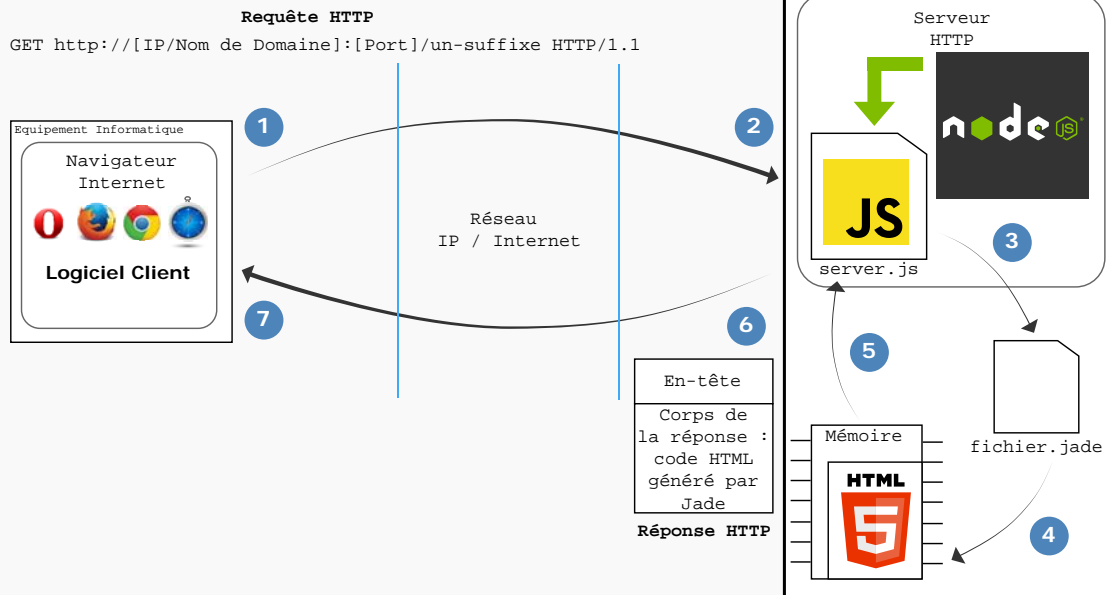 Requête HTTP
GET http://[IP/Nom de Domaine]:[Port]/un-suffixe HTTP/1.1
Equipement Informatique
Navigateur
Internet
Logiciel Client
1
2
Réseau
IP / Internet
7
6
En-tête
Corps de
la réponse :
code HTML
généré par
Jade
Réponse HTTP
Serveur
HTTP
node
JS
JS
server.js
3
5
fichier.jade
Mémoire
HTML
5
4